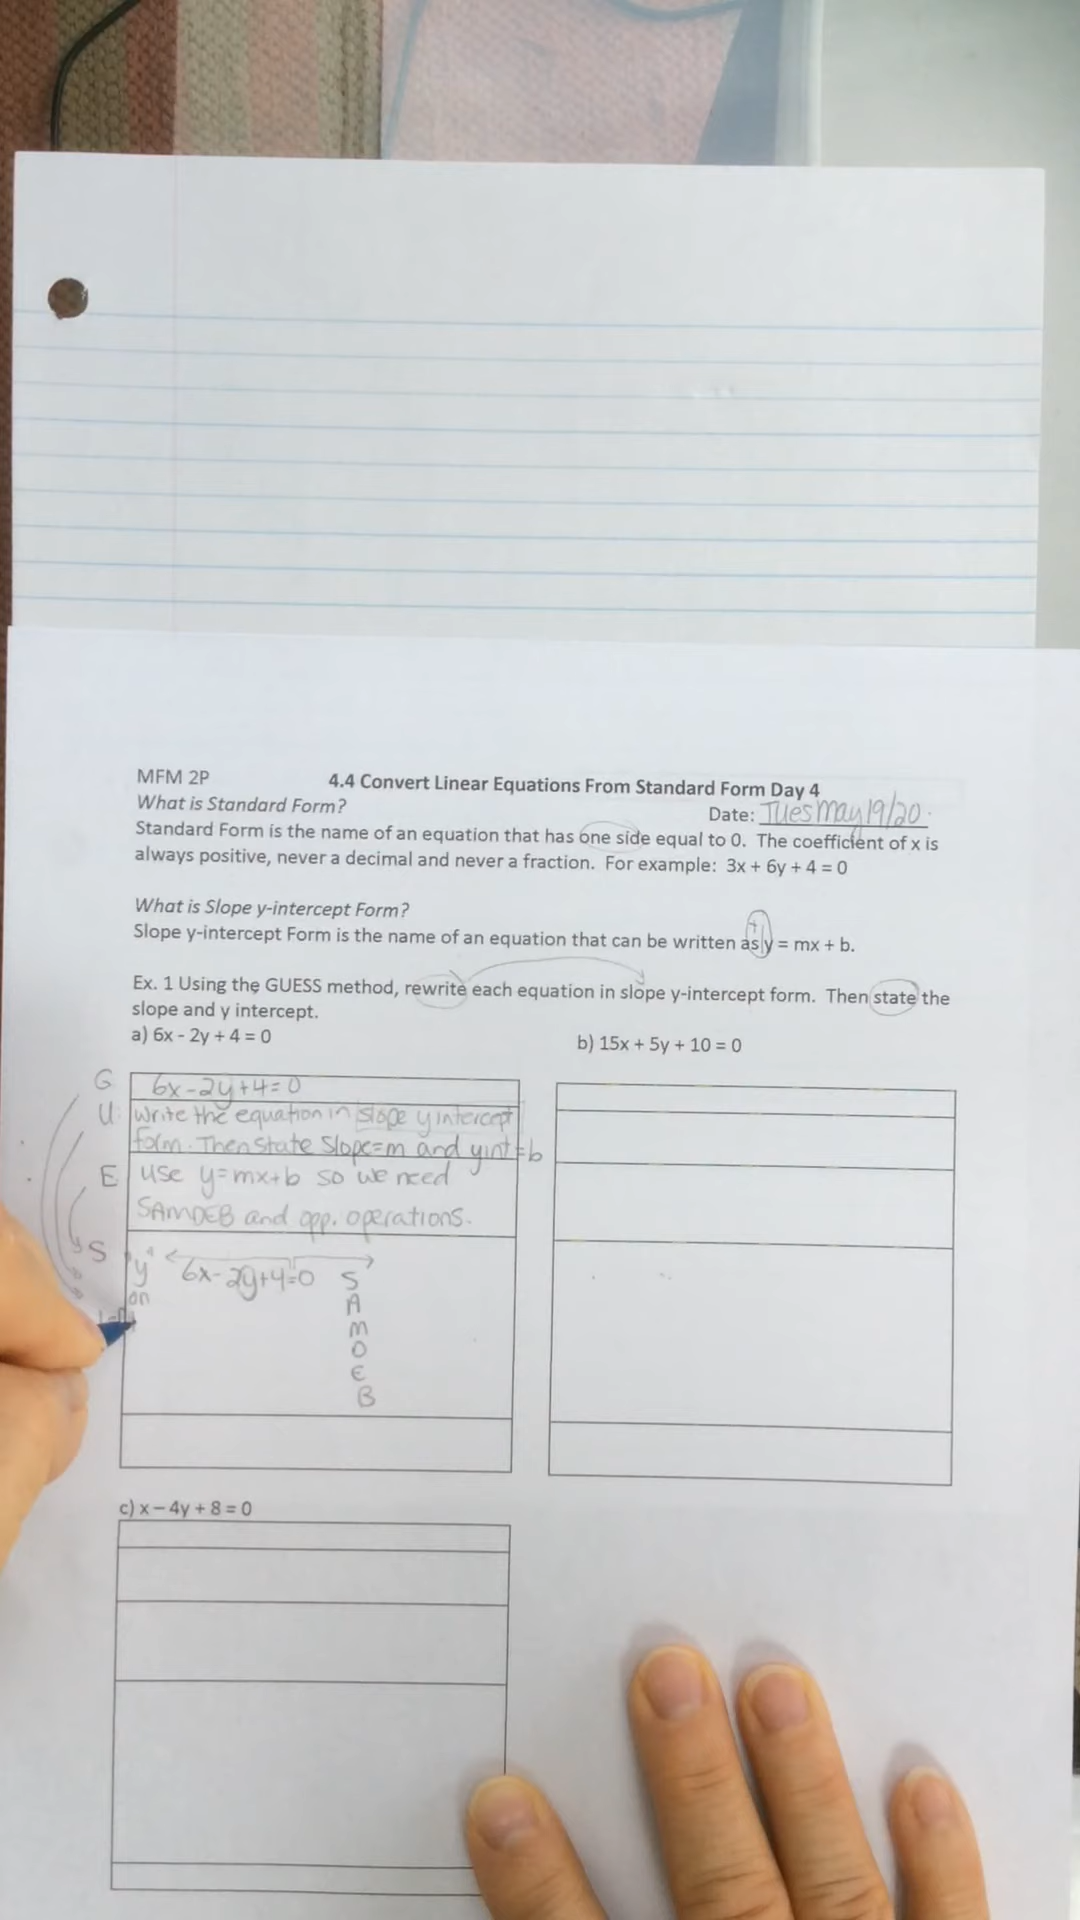 MFM 2P 4.4 Convert Linear Equations From Standard Form Day 4
What is Standard Form? Date: Tues May 19/20.
Standard Form is the name of an equation that has one side equal to 0. The coefficient of x is
always positive, never a decimal and never a fraction. For example: 3x + 6y + 4 = 0
What is Slope y-intercept Form?
+
Slope y-intercept Form is the name of an equation that can be written as y = mx + b.
Ex. 1 Using the GUESS method, rewrite each equation in slope y-intercept form. Then state the
slope and y intercept.
a) 6x - 2y + 4 = 0
b) 15x + 5y + 10 = 0
G 6x-2y+4=0
U: Write the equation in slope y intercept
form. Then state slope=m and yint=b
E use y=mx+b so we need
SAMDEB and opp. operations.
S y+ 6x-2y+4=0 S
on A
left M
D
E
B
c) x – 4y + 8 = 0